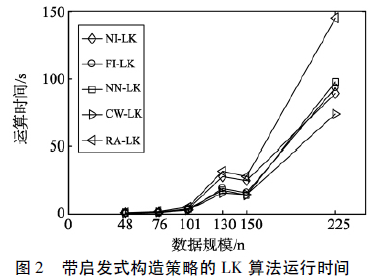 150
100
50
0
运算时间/s
NI-LK
FI-LK
NN-LK
CW-LK
RA-LK
0 48 76 101 130 150 225
数据规模/n
图 2 带启发式构造策略的 LK 算法运行时间